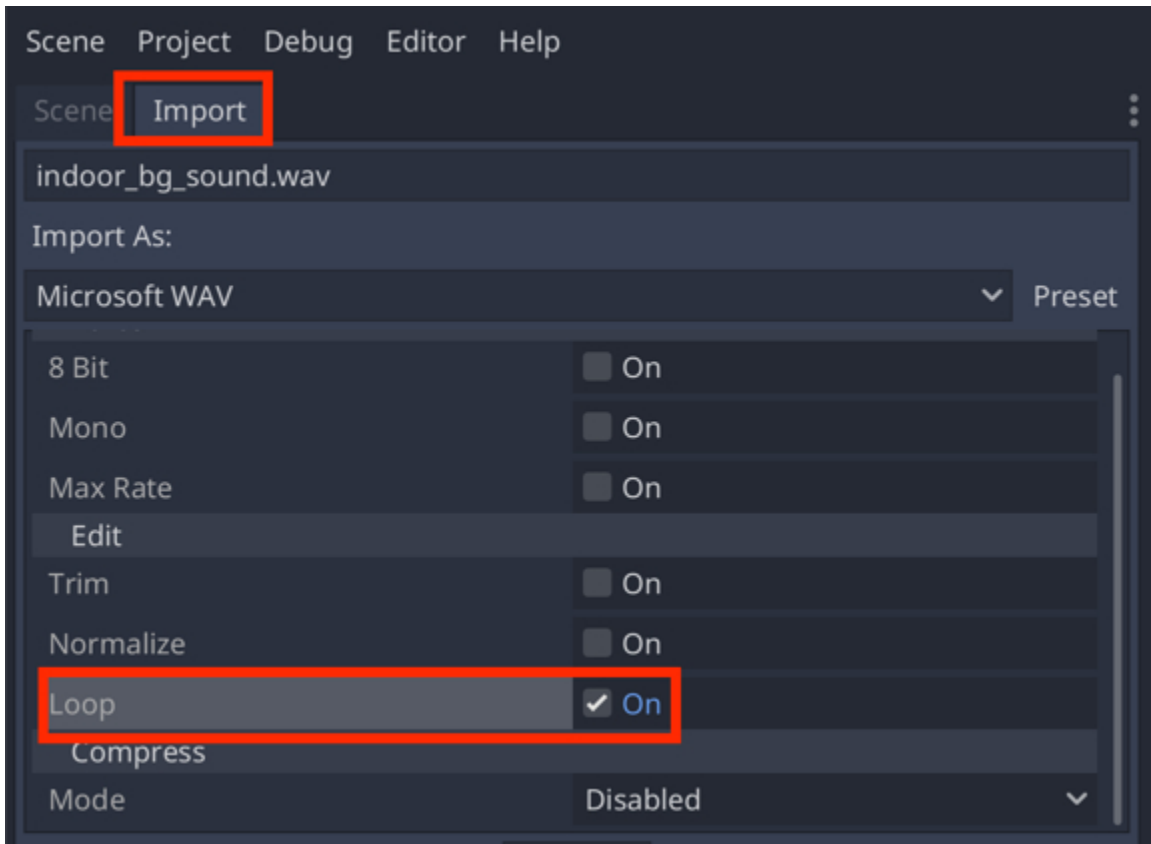 Scene Project Debug Editor Help
Scene Import
indoor_bg_sound.wav
Import As:
Microsoft WAV Preset
8 Bit On
Mono On
Max Rate On
Edit
Trim On
Normalize On
Loop On
Compress
Mode Disabled